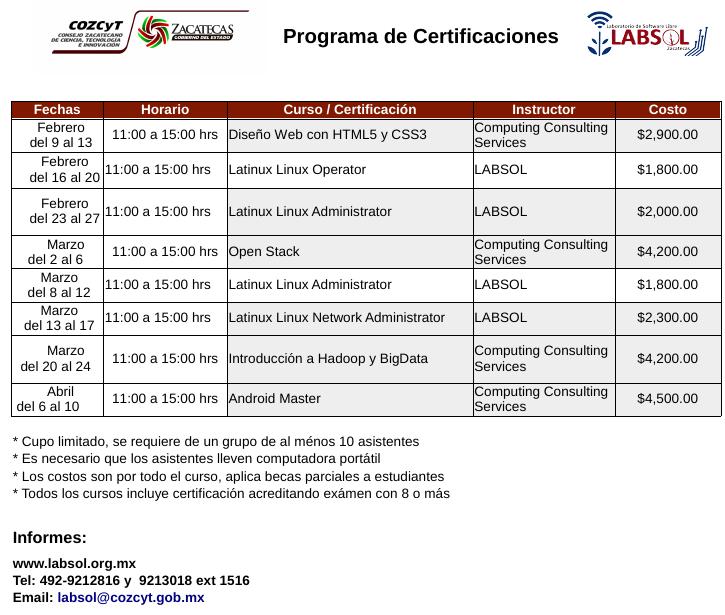 COZCyT
CONSEJO ZACATECANO
DE CIENCIA, TECNOLOGÍA
E INNOVACIÓN
ZACATECAS
GOBIERNO DEL ESTADO
Programa de Certificaciones
Laboratorio de Software Libre
LABSOL
Zacatecas
Fechas Horario Curso / Certificación Instructor Costo
Febrero
del 9 al 13 11:00 a 15:00 hrs Diseño Web con HTML5 y CSS3 Computing Consulting
Services $2,900.00
Febrero
del 16 al 20 11:00 a 15:00 hrs Latinux Linux Operator LABSOL $1,800.00
Febrero
del 23 al 27 11:00 a 15:00 hrs Latinux Linux Administrator LABSOL $2,000.00
Marzo
del 2 al 6 11:00 a 15:00 hrs Open Stack Computing Consulting
Services $4,200.00
Marzo
del 8 al 12 11:00 a 15:00 hrs Latinux Linux Administrator LABSOL $1,800.00
Marzo
del 13 al 17 11:00 a 15:00 hrs Latinux Linux Network Administrator LABSOL $2,300.00
Marzo
del 20 al 24 11:00 a 15:00 hrs Introducción a Hadoop y BigData Computing Consulting
Services $4,200.00
Abril
del 6 al 10 11:00 a 15:00 hrs Android Master Computing Consulting
Services $4,500.00
* Cupo limitado, se requiere de un grupo de al ménos 10 asistentes
* Es necesario que los asistentes lleven computadora portátil
* Los costos son por todo el curso, aplica becas parciales a estudiantes
* Todos los cursos incluye certificación acreditando exámen con 8 o más
Informes:
www.labsol.org.mx
Tel: 492-9212816 y 9213018 ext 1516
Email: labsol@cozcyt.gob.mx